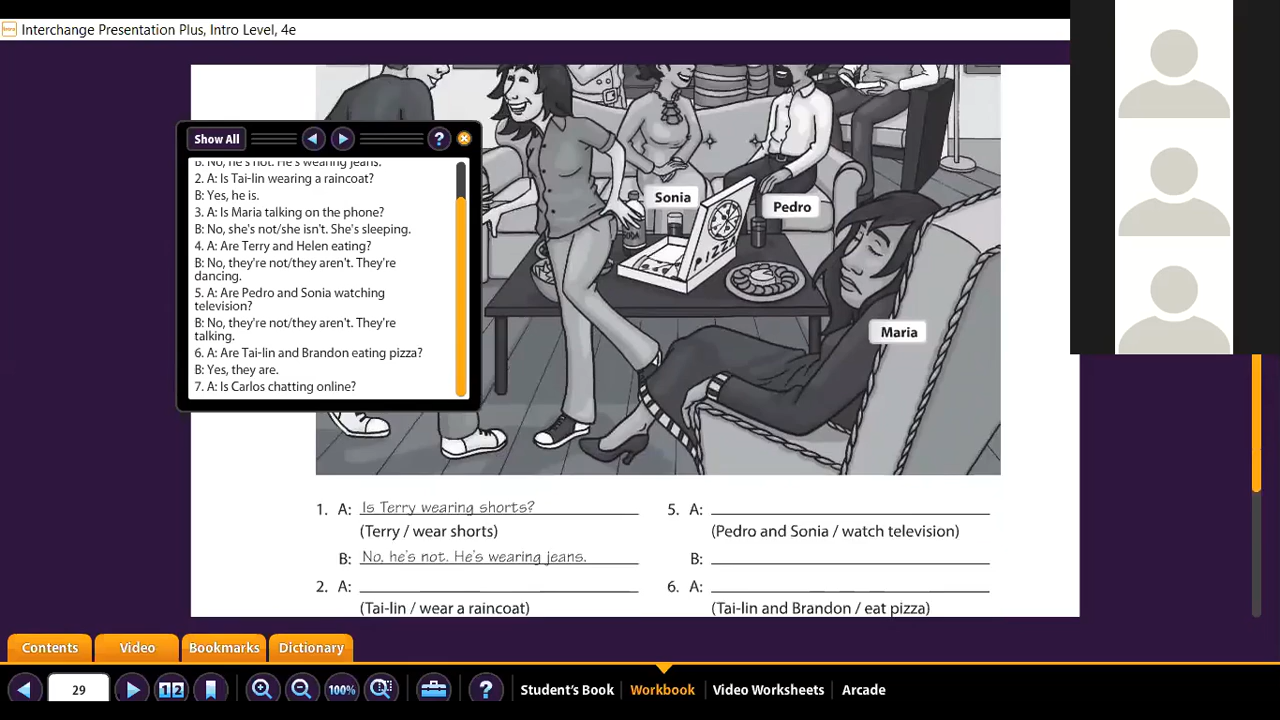 Interchange Presentation Plus, Intro Level, 4e
Show All
?
B. No, he's not. He's wearing jeans.
2. A: Is Tai-lin wearing a raincoat?
B: Yes, he is.
3. A: Is Maria talking on the phone?
B: No, she's not/she isn't. She's sleeping.
4. A: Are Terry and Helen eating?
B: No, they're not/they aren't. They're
dancing.
5. A: Are Pedro and Sonia watching
television?
B: No, they're not/they aren't. They're
talking.
6. A: Are Tai-lin and Brandon eating pizza?
B: Yes, they are.
7. A: Is Carlos chatting online?
Sonia
Pedro
PIZZA
Maria
1. A: Is Terry wearing shorts?
(Terry / wear shorts)
B: No, he's not. He's wearing jeans.
2. A:
(Tai-lin / wear a raincoat)
5. A:
(Pedro and Sonia / watch television)
B:
6. A:
(Tai-lin and Brandon / eat pizza)
Contents Video Bookmarks Dictionary
29 1 2 100% ? Student's Book Workbook Video Worksheets Arcade